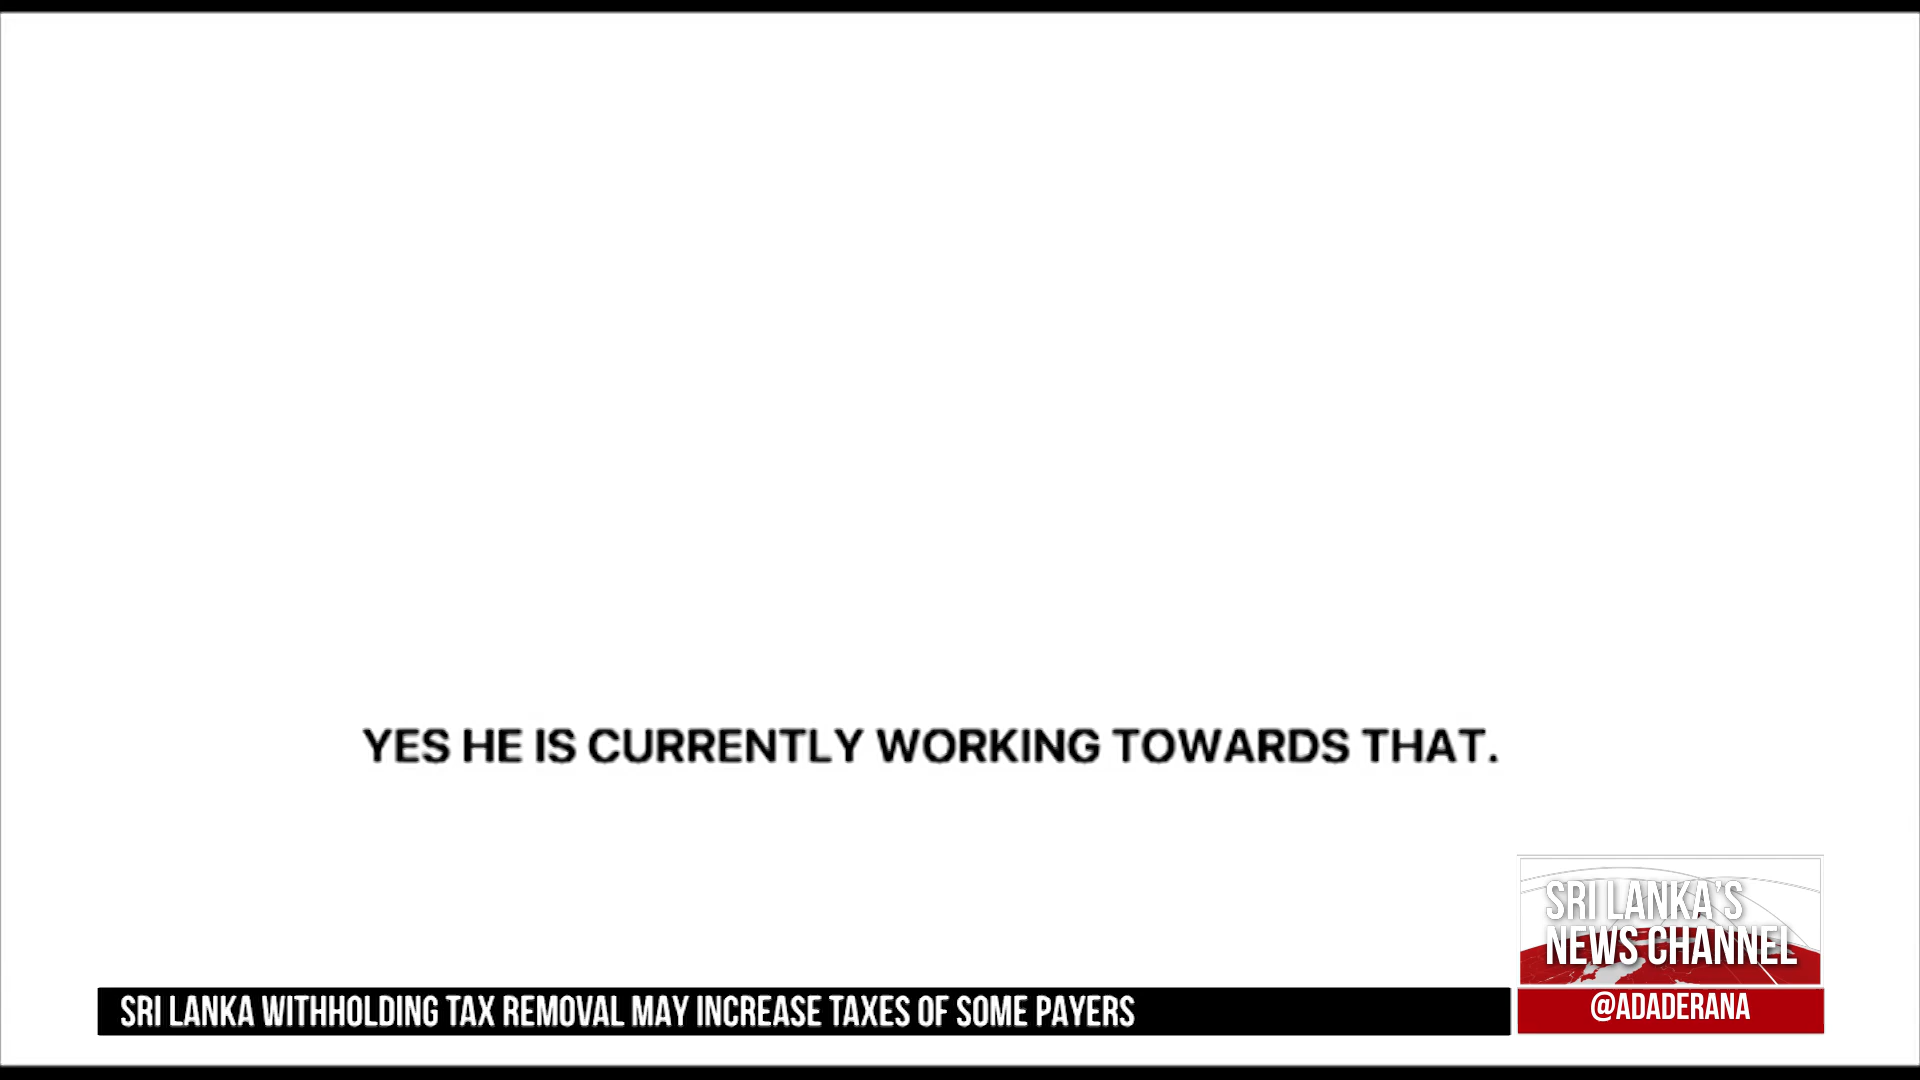 YES HE IS CURRENTLY WORKING TOWARDS THAT.
SRI LANKA'S
NEWS CHANNEL
SRI LANKA WITHHOLDING TAX REMOVAL MAY INCREASE TAXES OF SOME PAYERS
@ADADERANA